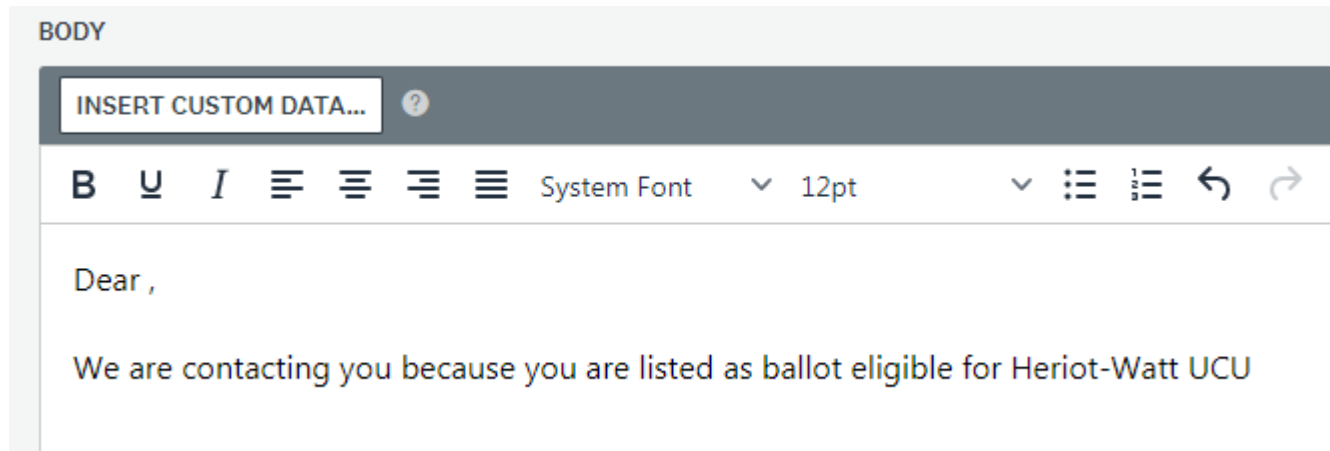 BODY
INSERT CUSTOM DATA... ?
B U I System Font 12pt
Dear ,
We are contacting you because you are listed as ballot eligible for Heriot-Watt UCU